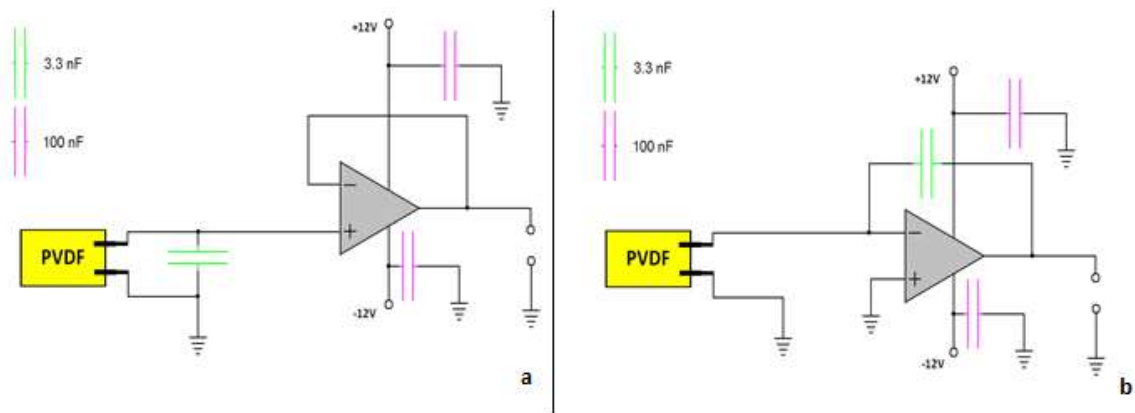 +12V
3.3 nF
100 nF
−
+
PVDF
-12V
a
3.3 nF
+12V
100 nF
−
+
PVDF
-12V
b